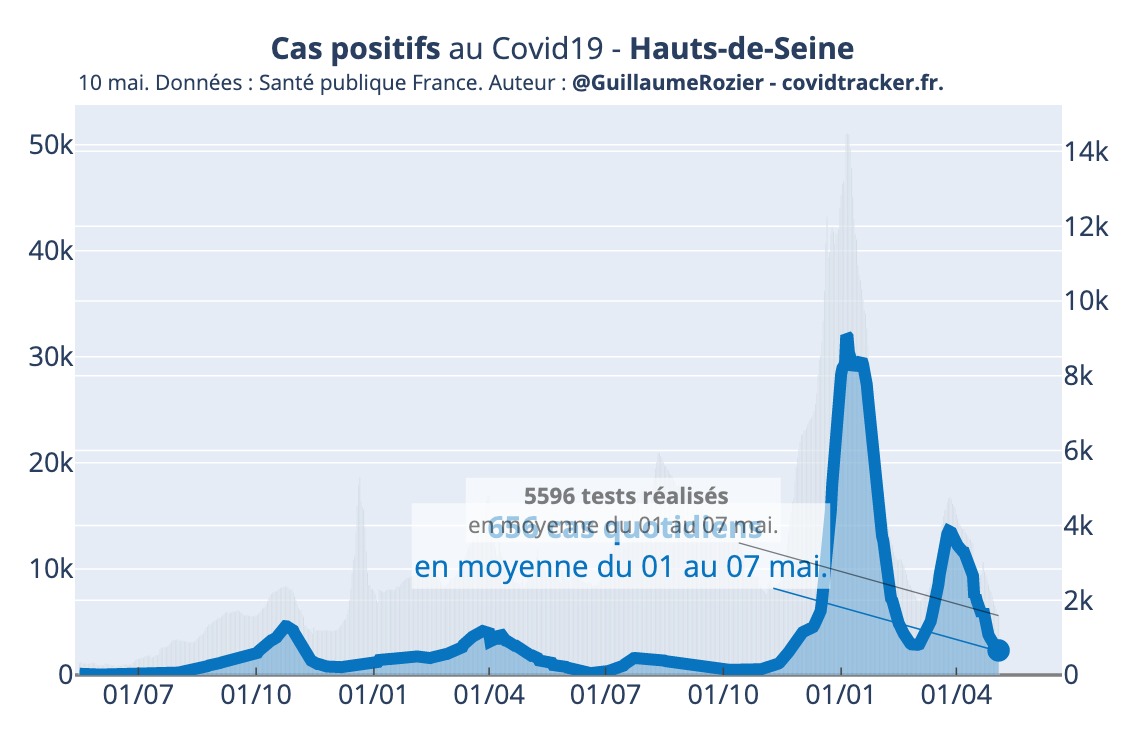 Cas positifs au Covid19 - Hauts-de-Seine
10 mai. Données : Santé publique France. Auteur : @GuillaumeRozier - covidtracker.fr.
50k
40k
30k
20k
10k
0
14k
12k
10k
8k
6k
4k
2k
0
5596 tests réalisés
en moyenne du 01 au 07 mai.
656 cas quotidiens
en moyenne du 01 au 07 mai.
01/07 01/10 01/01 01/04 01/07 01/10 01/01 01/04